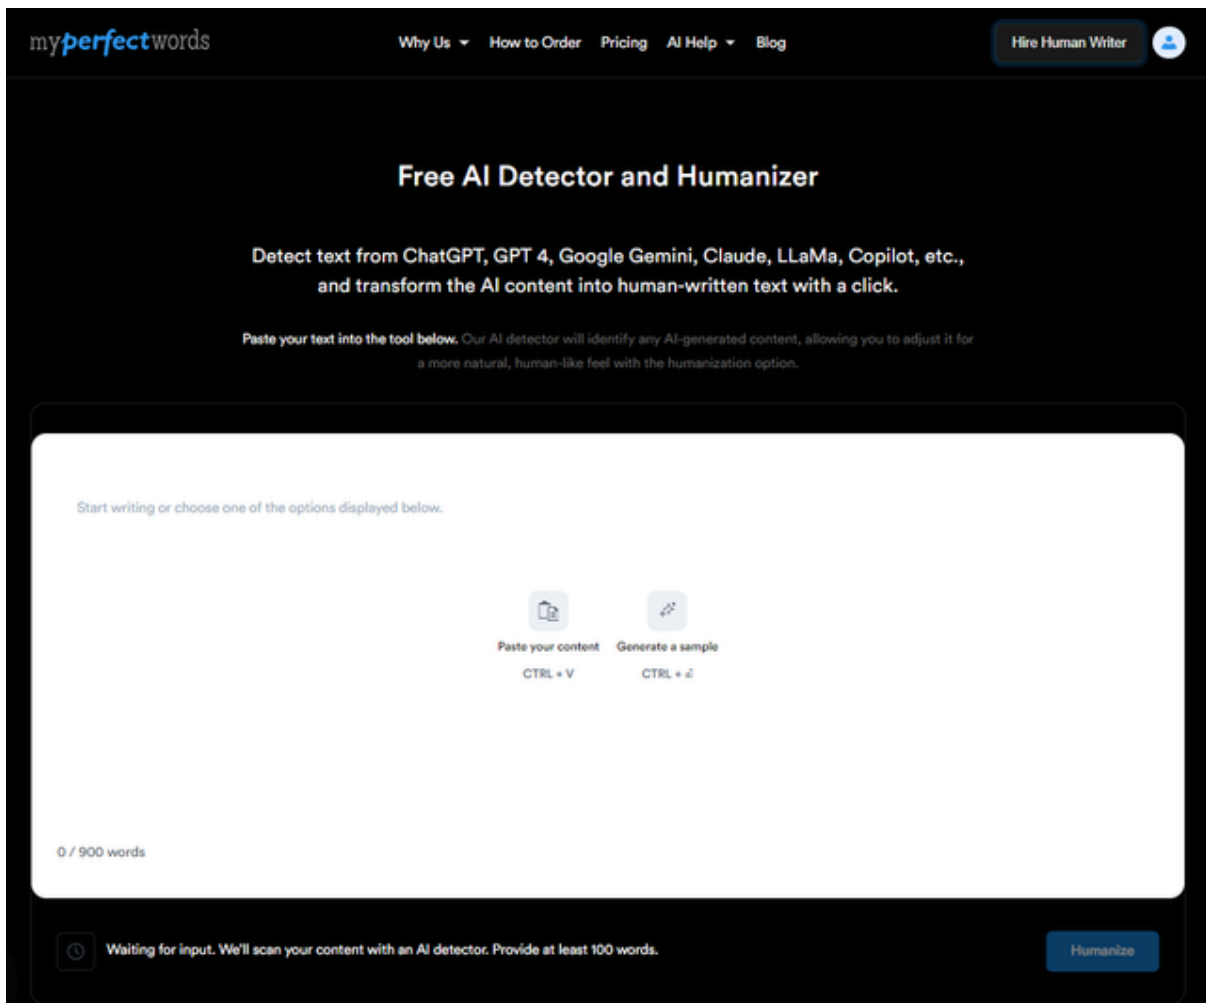 myperfectwords
Why Us How to Order Pricing AI Help Blog
Hire Human Writer
Free AI Detector and Humanizer
Detect text from ChatGPT, GPT 4, Google Gemini, Claude, LLaMa, Copilot, etc.,
and transform the AI content into human-written text with a click.
Paste your text into the tool below. Our AI detector will identify any AI-generated content, allowing you to adjust it for
a more natural, human-like feel with the humanization option.
Start writing or choose one of the options displayed below.
Paste your content Generate a sample
CTRL + V CTRL +
0 / 900 words
Waiting for input. We'll scan your content with an AI detector. Provide at least 100 words.
Humanize